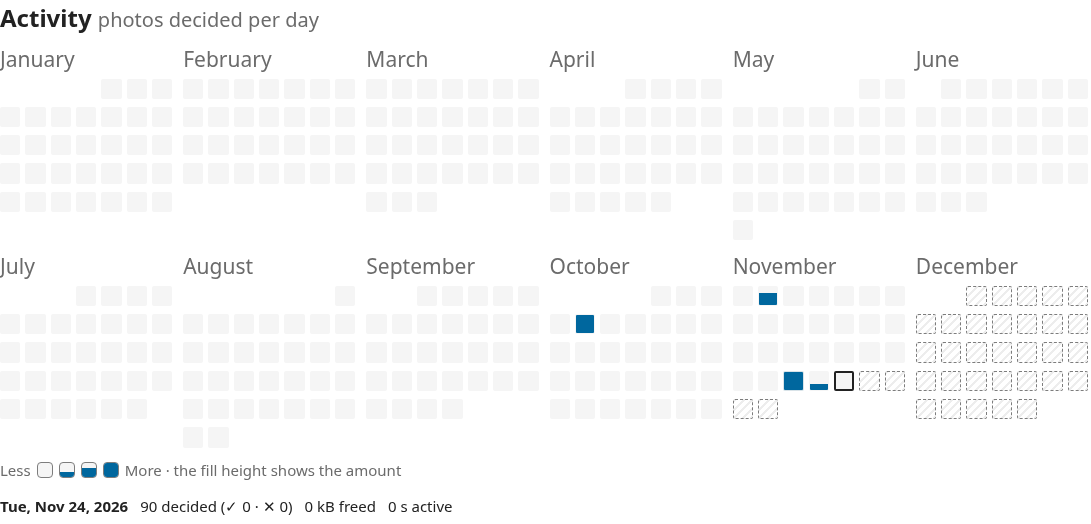 Activity photos decided per day
January February March April May June
July August September October November December
Less More · the fill height shows the amount
Tue, Nov 24, 2026 90 decided (✓ 0 · ✕ 0) 0 kB freed 0 s active